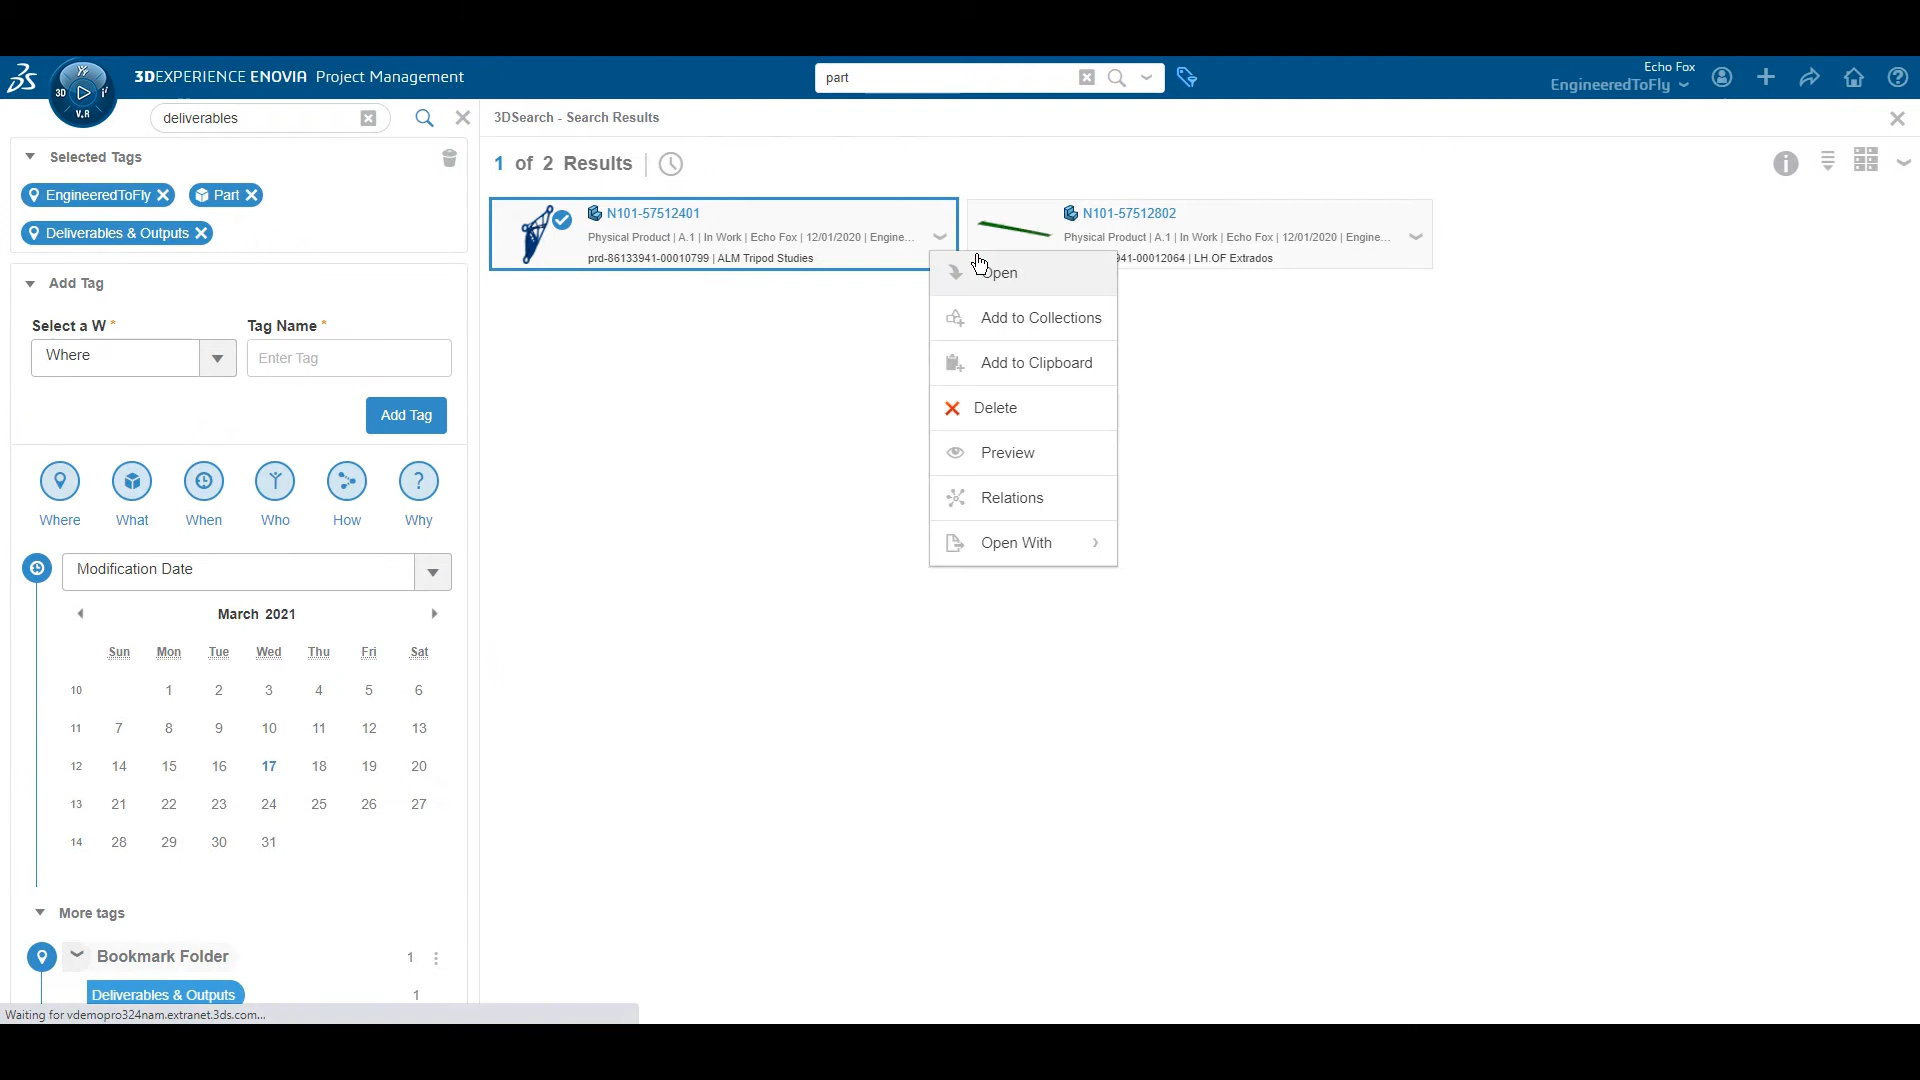 3DEXPERIENCE ENOVIA Project Management
part
Echo Fox
EngineeredToFly
3D
V.R
deliverables
3DSearch - Search Results
Selected Tags
EngineeredToFly
Part
Deliverables & Outputs
1 of 2 Results
N101-57512401
Physical Product | A.1 | In Work | Echo Fox | 12/01/2020 | Engine...
prd-86133941-00010799 | ALM Tripod Studies
N101-57512802
Physical Product | A.1 | In Work | Echo Fox | 12/01/2020 | Engine...
41-00012064 | LH.OF Extrados
Open
Add to Collections
Add to Clipboard
Delete
Preview
Relations
Open With
Add Tag
Select a W *
Tag Name *
Where
Enter Tag
Add Tag
Where What When Who How Why
Modification Date
March 2021
Sun Mon Tue Wed Thu Fri Sat
10 1 2 3 4 5 6
11 7 8 9 10 11 12 13
12 14 15 16 17 18 19 20
13 21 22 23 24 25 26 27
14 28 29 30 31
More tags
Bookmark Folder 1
Deliverables & Outputs 1
Waiting for vdemopro324nam.extranet.3ds.com...